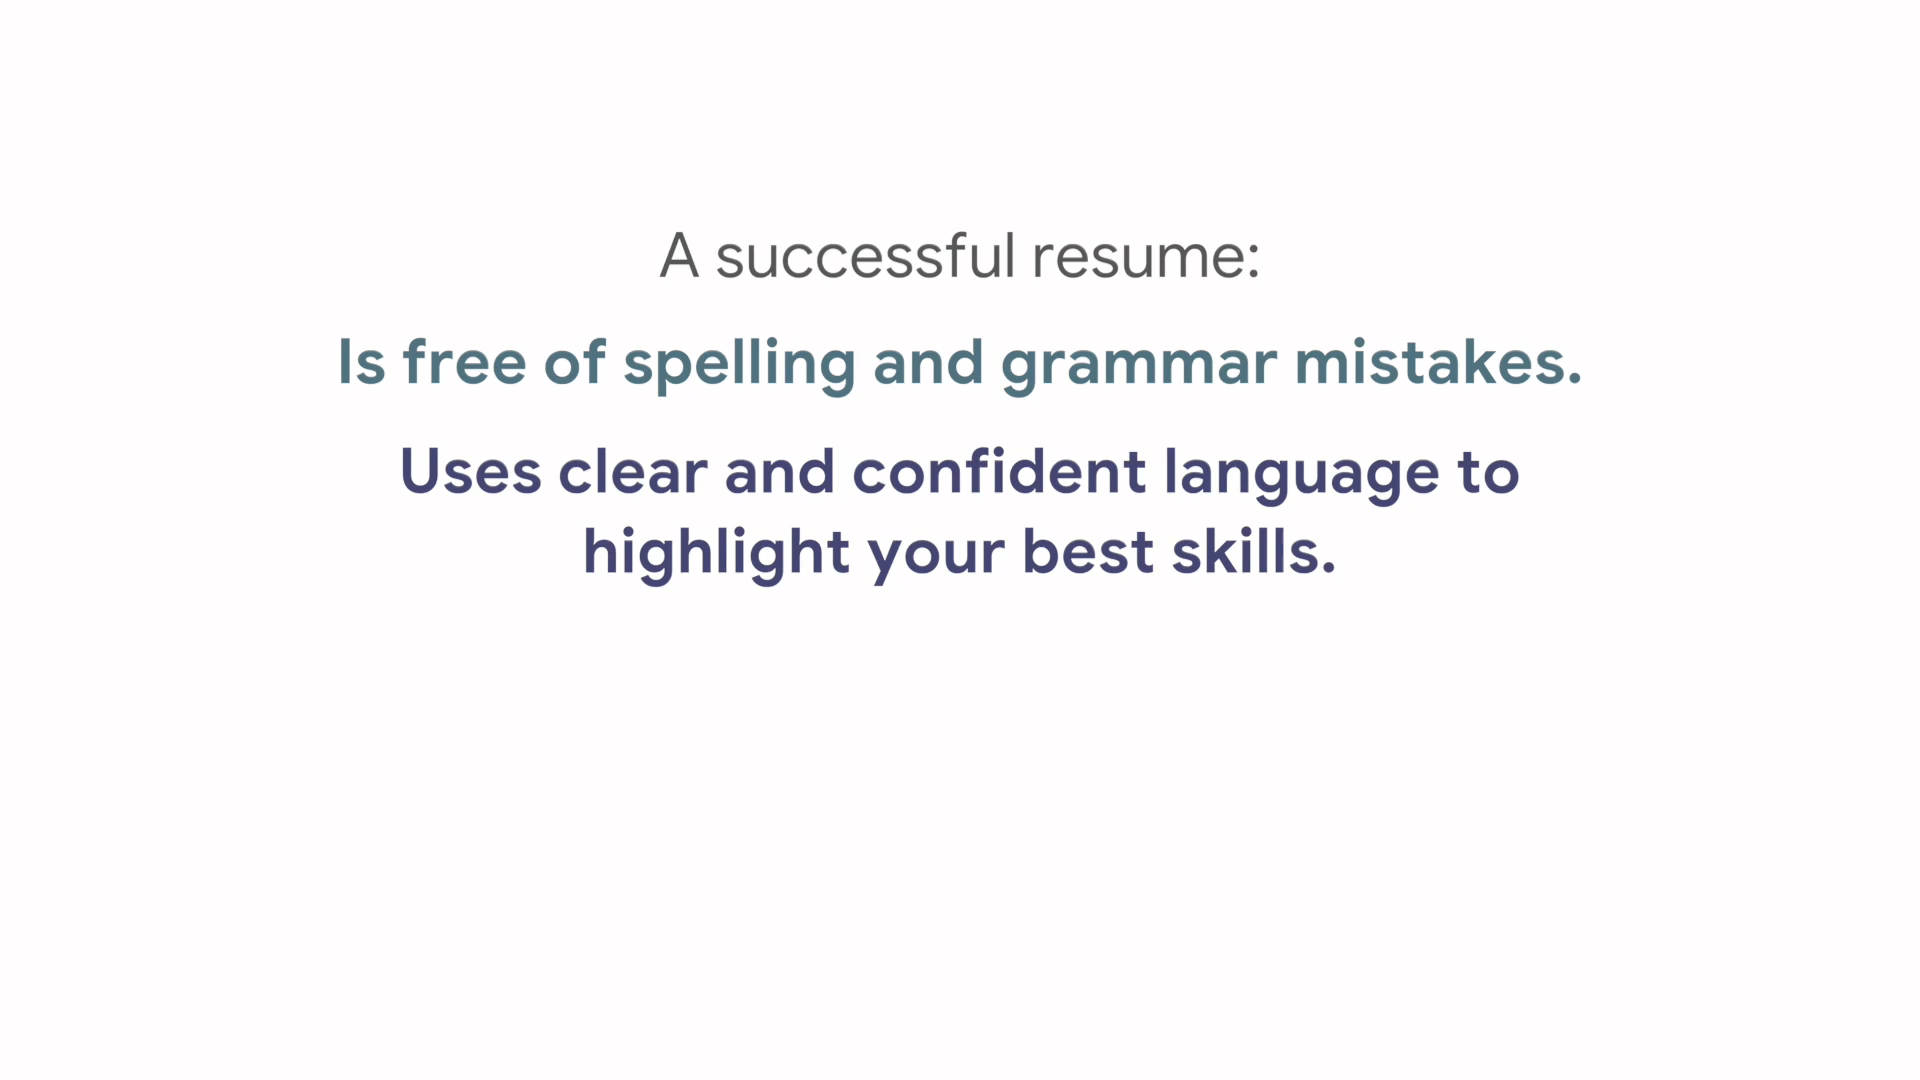 A successful resume:
Is free of spelling and grammar mistakes.
Uses clear and confident language to
highlight your best skills.